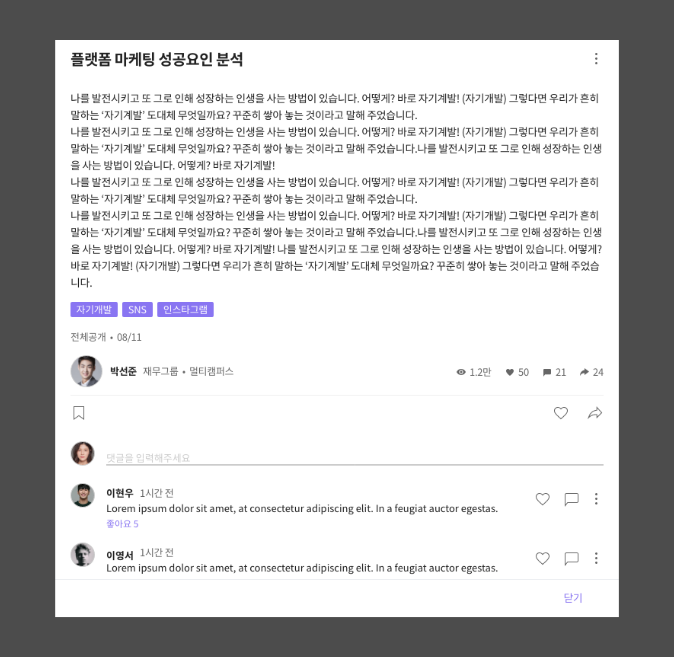 플랫폼 마케팅 성공요인 분석
나를 발전시키고 또 그로 인해 성장하는 인생을 사는 방법이 있습니다. 어떻게? 바로 자기계발! (자기개발) 그렇다면 우리가 흔히
말하는 ‘자기계발’ 도대체 무엇일까요? 꾸준히 쌓아 놓는 것이라고 말해 주었습니다.
나를 발전시키고 또 그로 인해 성장하는 인생을 사는 방법이 있습니다. 어떻게? 바로 자기계발! (자기개발) 그렇다면 우리가 흔히
말하는 ‘자기계발’ 도대체 무엇일까요? 꾸준히 쌓아 놓는 것이라고 말해 주었습니다.나를 발전시키고 또 그로 인해 성장하는 인생
을 사는 방법이 있습니다. 어떻게? 바로 자기계발!
나를 발전시키고 또 그로 인해 성장하는 인생을 사는 방법이 있습니다. 어떻게? 바로 자기계발! (자기개발) 그렇다면 우리가 흔히
말하는 ‘자기계발’ 도대체 무엇일까요? 꾸준히 쌓아 놓는 것이라고 말해 주었습니다.
나를 발전시키고 또 그로 인해 성장하는 인생을 사는 방법이 있습니다. 어떻게? 바로 자기계발! (자기개발) 그렇다면 우리가 흔히
말하는 ‘자기계발’ 도대체 무엇일까요? 꾸준히 쌓아 놓는 것이라고 말해 주었습니다.나를 발전시키고 또 그로 인해 성장하는 인생
을 사는 방법이 있습니다. 어떻게? 바로 자기계발! 나를 발전시키고 또 그로 인해 성장하는 인생을 사는 방법이 있습니다. 어떻게?
바로 자기계발! (자기개발) 그렇다면 우리가 흔히 말하는 ‘자기계발’ 도대체 무엇일까요? 꾸준히 쌓아 놓는 것이라고 말해 주었습
니다.
자기개발 SNS 인스타그램
전체공개 • 08/11
박선준 재무그룹 • 멀티캠퍼스 1.2만 50 21 24
댓글을 입력해주세요
이현우 1시간 전
Lorem ipsum dolor sit amet, at consectetur adipiscing elit. In a feugiat auctor egestas.
좋아요 5
이영서 1시간 전
Lorem ipsum dolor sit amet, at consectetur adipiscing elit. In a feugiat auctor egestas.
닫기